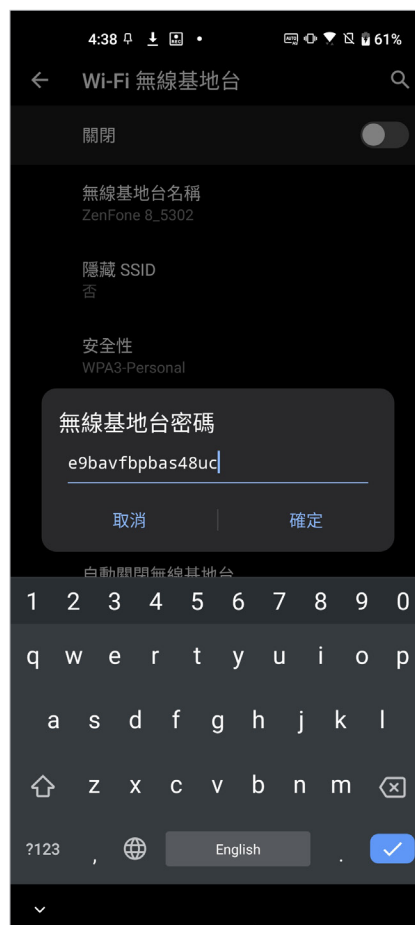 4:38 61%
Wi-Fi 無線基地台
關閉
無線基地台名稱
ZenFone 8_5302
隱藏 SSID
否
安全性
WPA3-Personal
無線基地台密碼
e9bavfbpbas48uc
取消 確定
自動關閉無線基地台
1 2 3 4 5 6 7 8 9 0
q w e r t y u i o p
a s d f g h j k l
z x c v b n m
?123 , English .